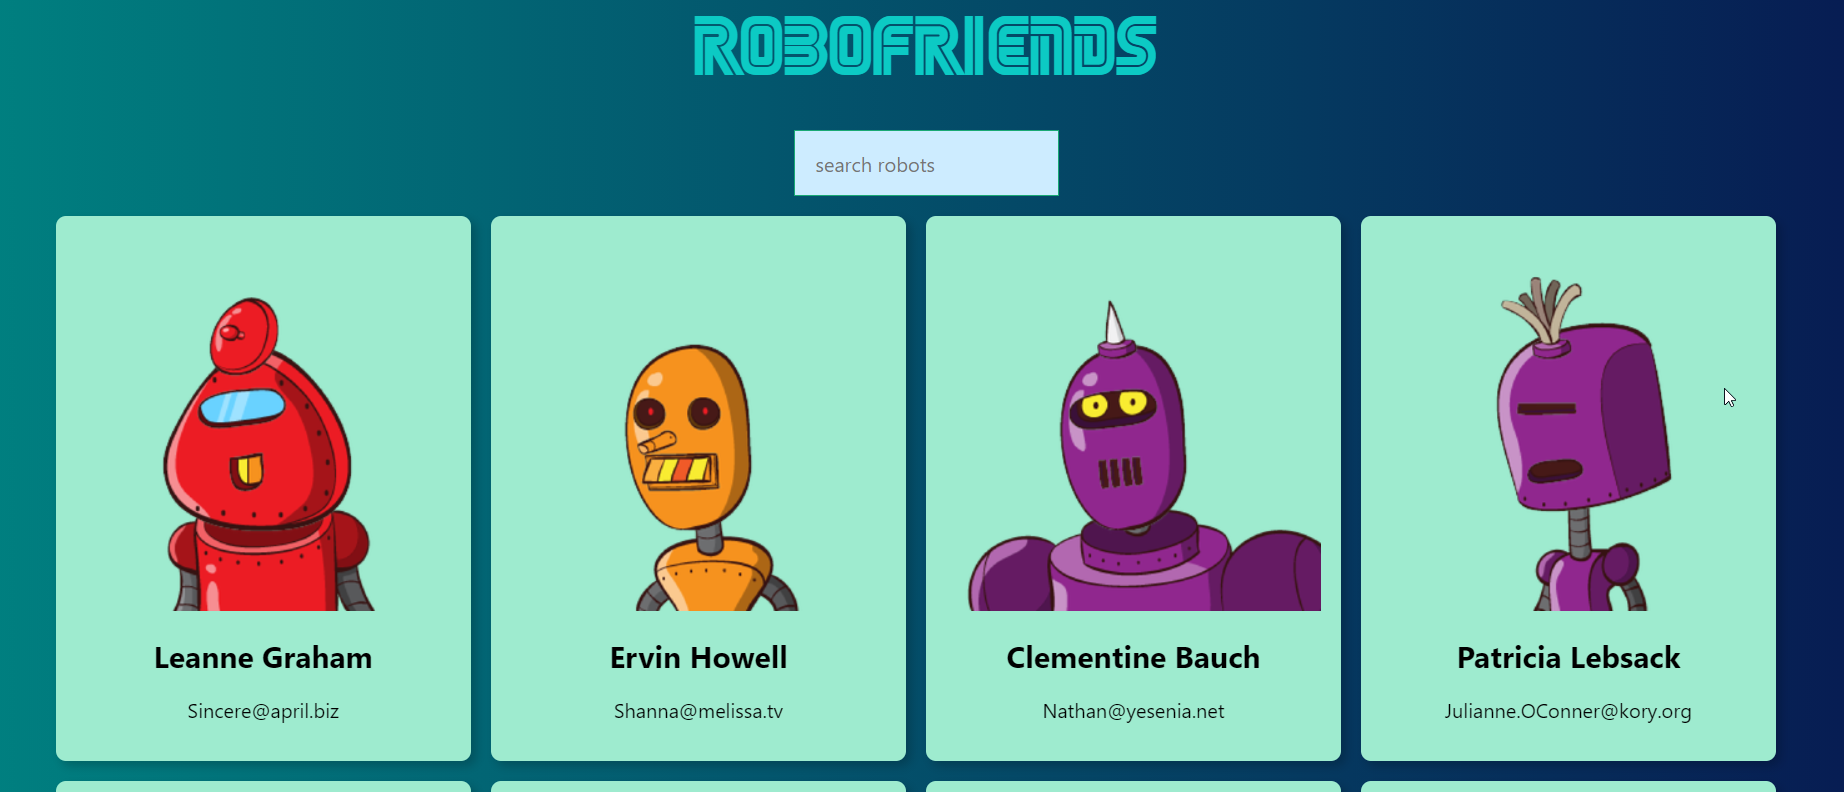 ROBOFRIENDS
search robots
Leanne Graham
Sincere@april.biz
Ervin Howell
Shanna@melissa.tv
Clementine Bauch
Nathan@yesenia.net
Patricia Lebsack
Julianne.OConner@kory.org